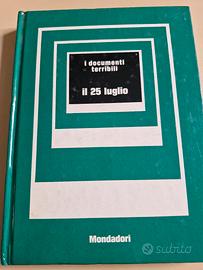 i documenti
terribili
il 25 luglio
Mondadori
subito